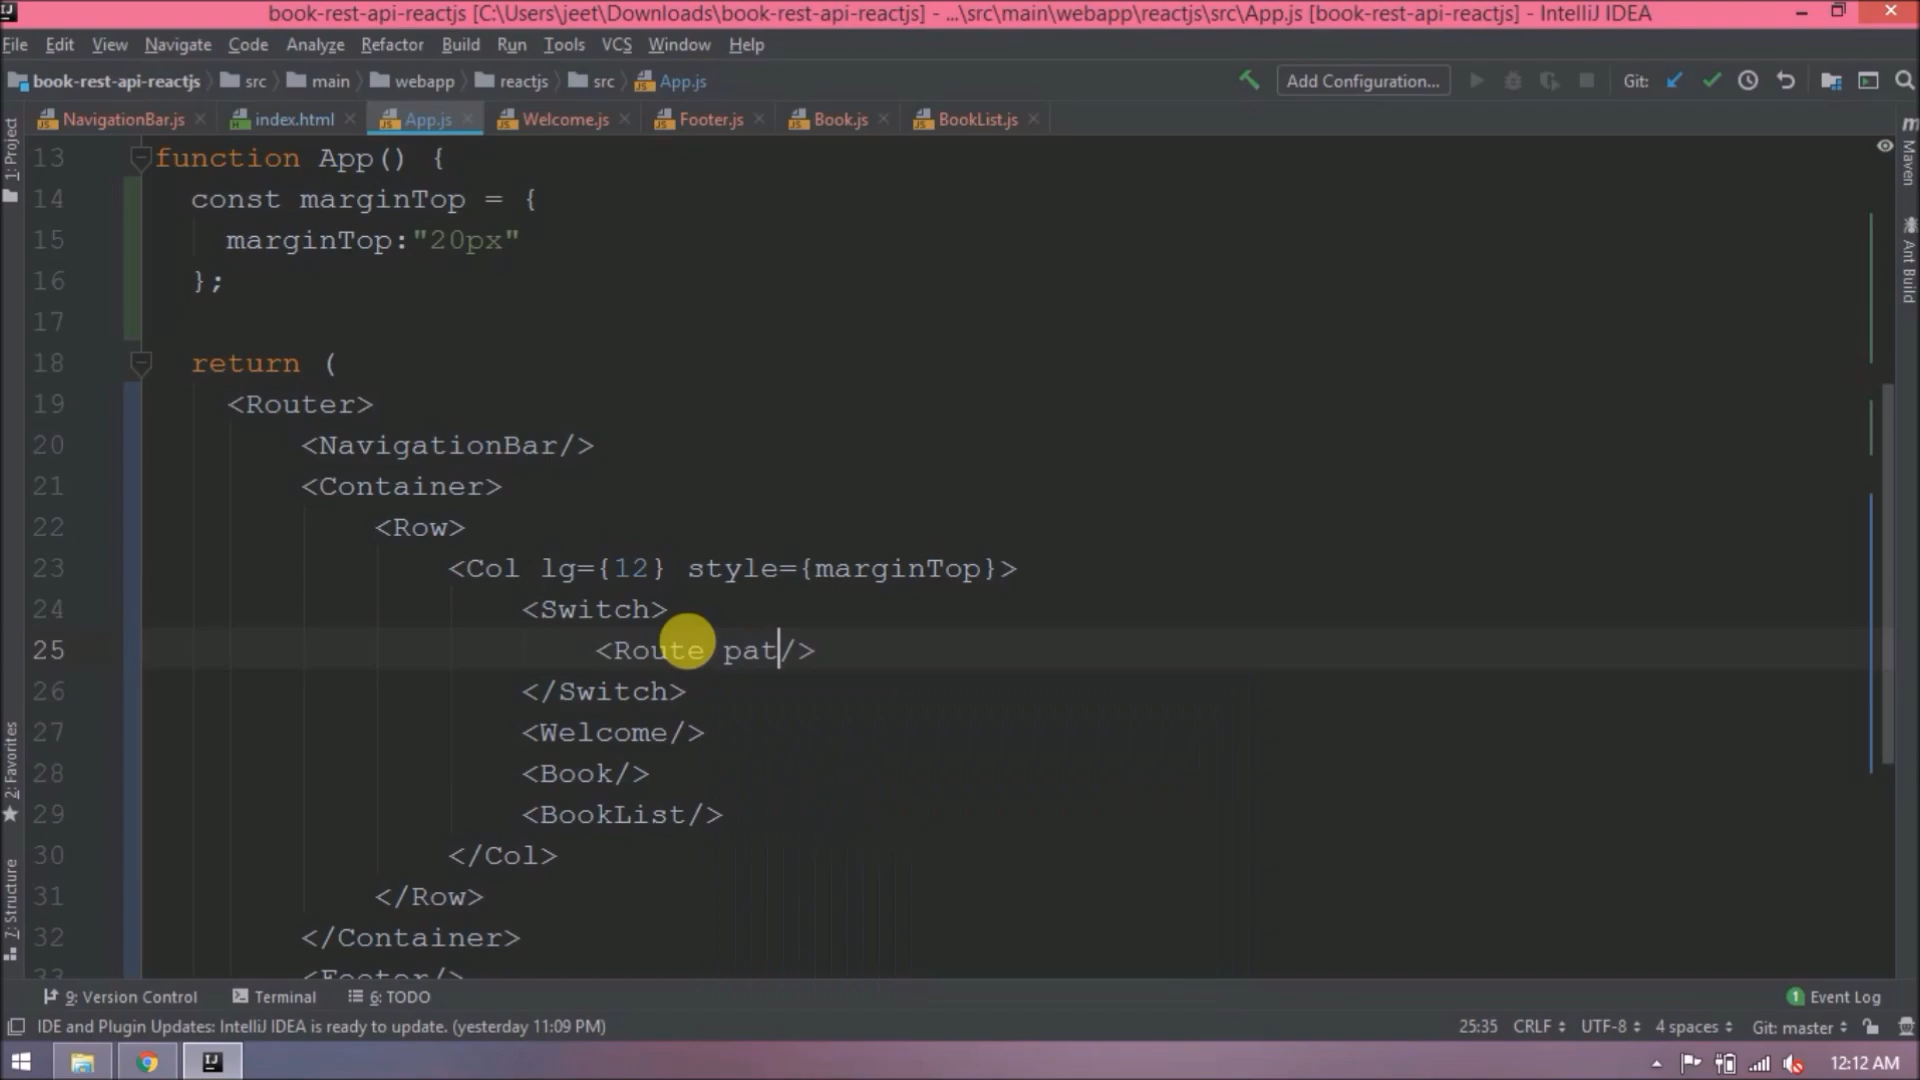 book-rest-api-reactjs [C:\Users\jeet\Downloads\book-rest-api-reactjs] - ...\src\main\webapp\reactjs\src\App.js [book-rest-api-reactjs] - IntelliJ IDEA
File Edit View Navigate Code Analyze Refactor Build Run Tools VCS Window Help
book-rest-api-reactjs src main webapp reactjs src App.js Add Configuration... Git:
NavigationBar.js index.html App.js Welcome.js Footer.js Book.js BookList.js
1: Project
2: Favorites
7: Structure
Maven
Ant Build
13 function App() {
14 const marginTop = {
15 marginTop:"20px"
16 };
17
18 return (
19 <Router>
20 <NavigationBar/>
21 <Container>
22 <Row>
23 <Col lg={12} style={marginTop}>
24 <Switch>
25 <Route pat/>
26 </Switch>
27 <Welcome/>
28 <Book/>
29 <BookList/>
30 </Col>
31 </Row>
32 </Container>
33 <Footer/>
9: Version Control Terminal 6: TODO 1 Event Log
IDE and Plugin Updates: IntelliJ IDEA is ready to update. (yesterday 11:09 PM) 25:35 CRLF UTF-8 4 spaces Git: master
12:12 AM